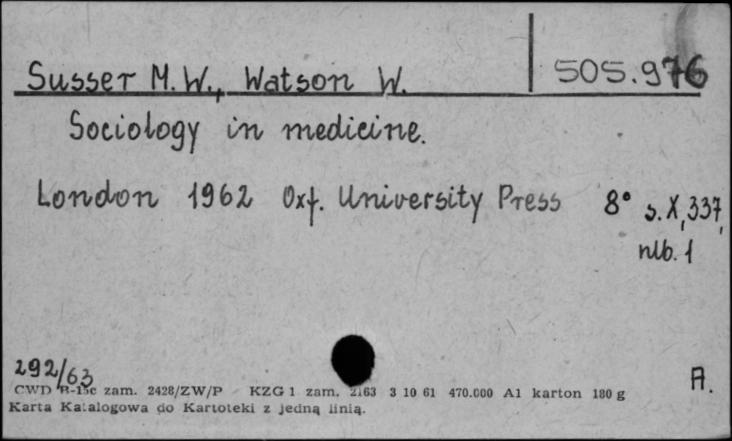 Susser M. W., Watson W. 505.976
Sociology in medicine.
London 1962 Oxf. University Press 8° s. X, 337,
nlb. 1
292/63
A.
CWD B-15c zam. 2428/ZW/P KZG 1 zam. 2163 3 10 61 470.000 A1 karton 180 g
Karta Katalogowa do Kartoteki z jedną linią.